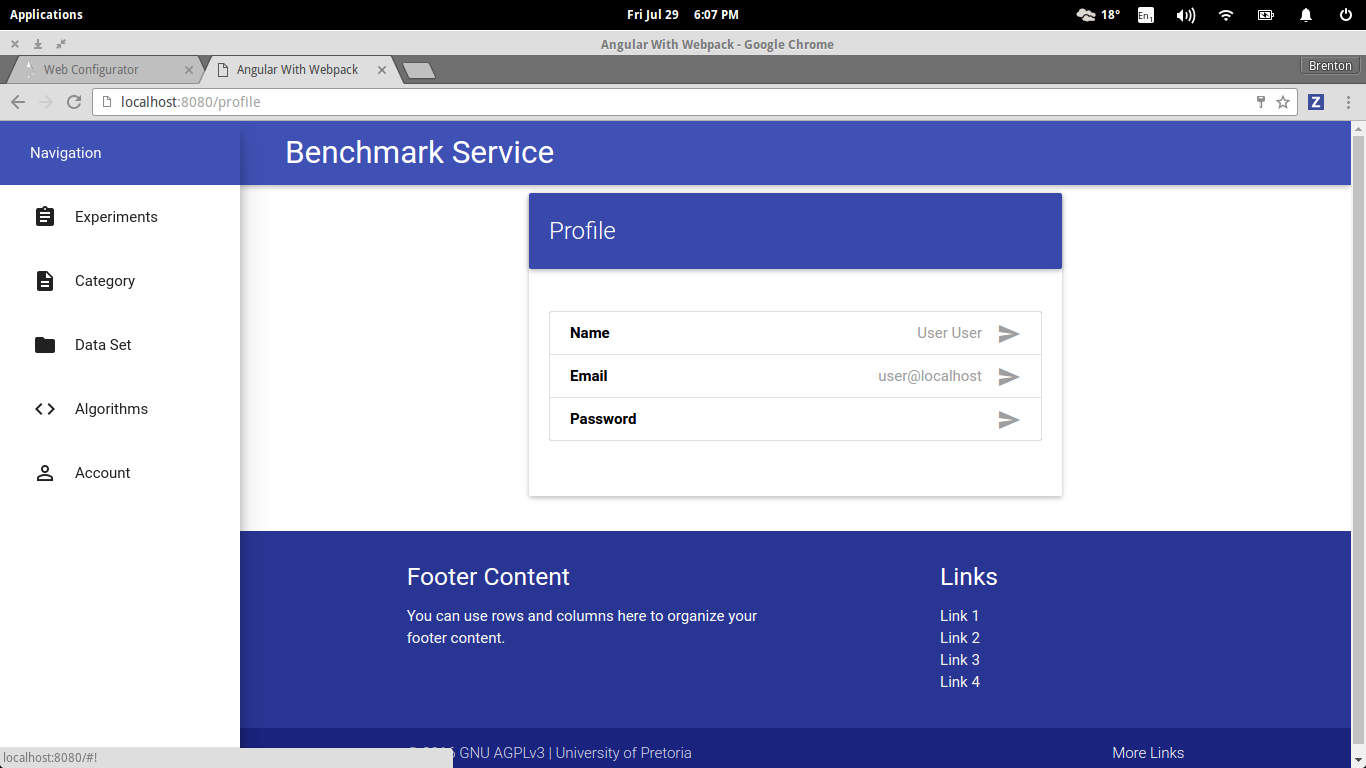 Applications
Fri Jul 29 6:07 PM
18°
En1
Angular With Webpack - Google Chrome
Web Configurator
Angular With Webpack
Brenton
localhost:8080/profile
Z
Navigation
Benchmark Service
Experiments
Category
Data Set
Algorithms
Account
Profile
Name User User
Email user@localhost
Password
Footer Content
You can use rows and columns here to organize your
footer content.
Links
Link 1
Link 2
Link 3
Link 4
GNU AGPLv3 | University of Pretoria
More Links
localhost:8080/#!